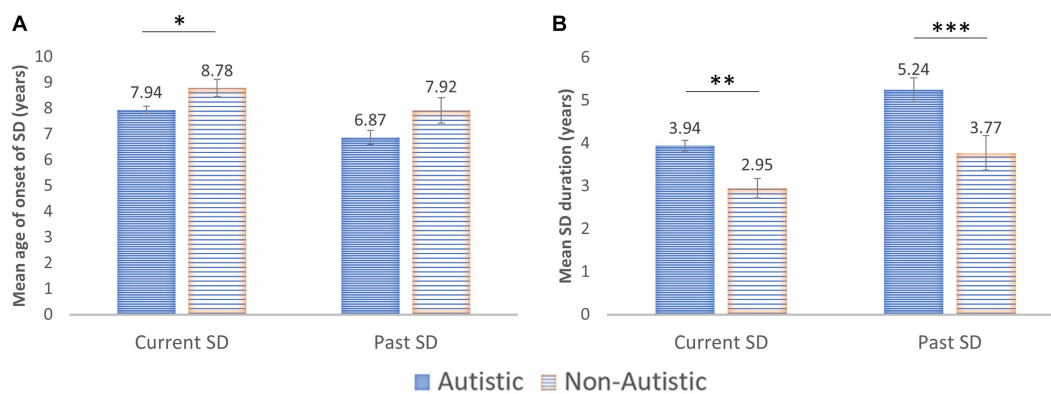 A
Mean age of onset of SD (years)
10
9
8
7
6
5
4
3
2
1
0
*
7.94
8.78
6.87
7.92
Current SD
Past SD
B
Mean SD duration (years)
6
5
4
3
2
1
0
**
***
3.94
2.95
5.24
3.77
Current SD
Past SD
Autistic
Non-Autistic